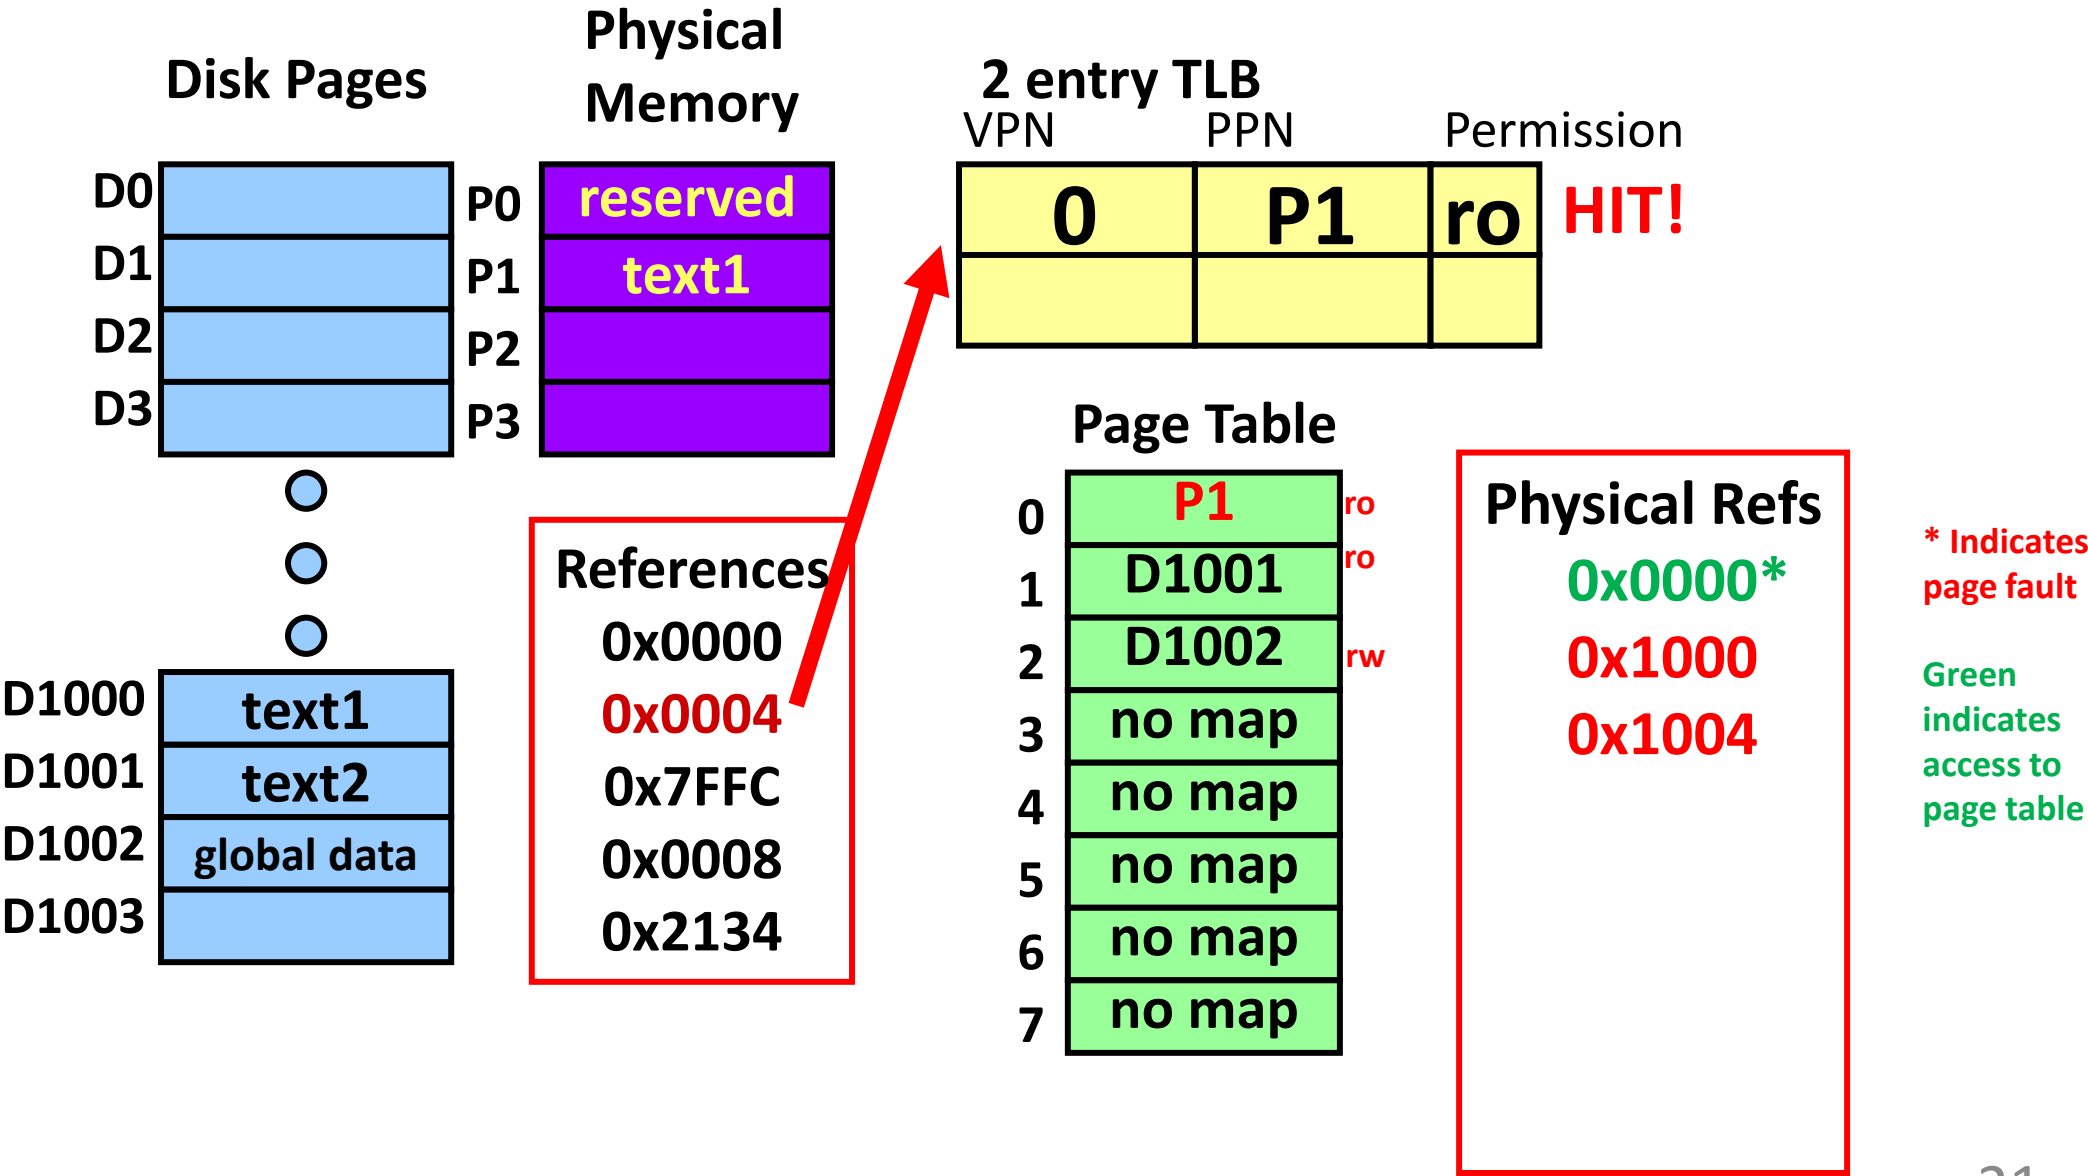 Disk Pages
Physical
Memory
2 entry TLB
VPN PPN Permission
D0
D1
D2
D3
P0 reserved
P1 text1
P2
P3
0 P1 ro HIT!
D1000 text1
D1001 text2
D1002 global data
D1003
References
0x0000
0x0004
0x7FFC
0x0008
0x2134
Page Table
0 P1 ro
1 D1001 ro
2 D1002 rw
3 no map
4 no map
5 no map
6 no map
7 no map
Physical Refs
0x0000*
0x1000
0x1004
* Indicates
page fault
Green
indicates
access to
page table